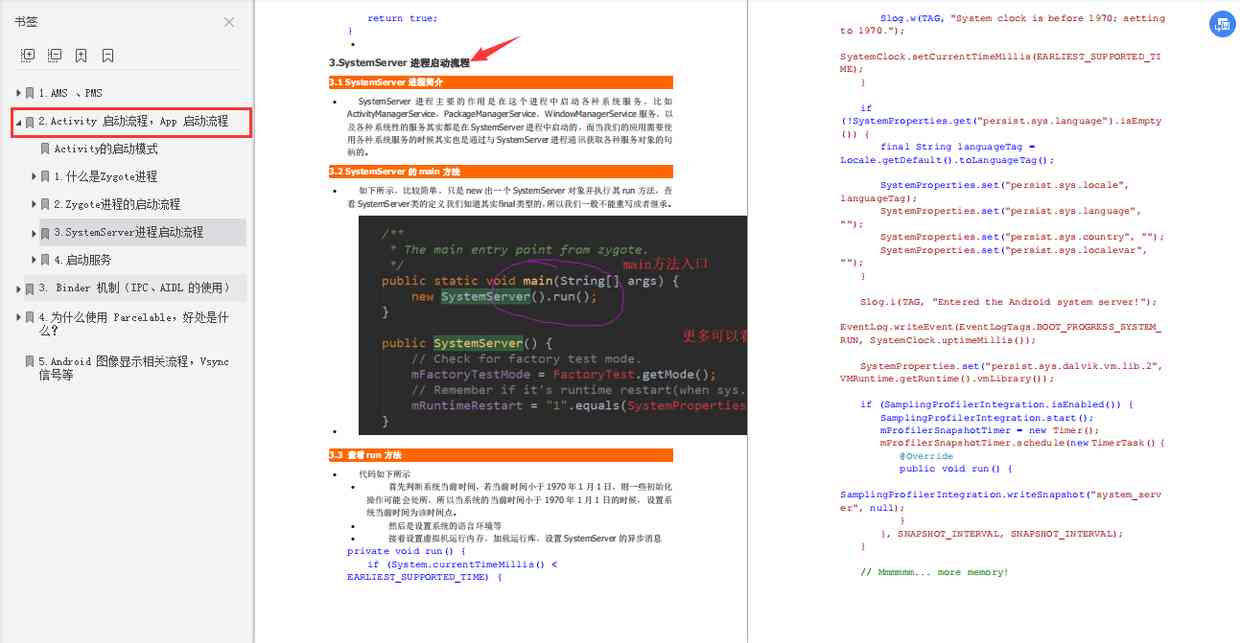 书签
1.AMS 、PMS
2.Activity 启动流程，App 启动流程
Activity的启动模式
1.什么是Zygote进程
2.Zygote进程的启动流程
3.SystemServer进程启动流程
4.启动服务
3. Binder 机制（IPC、AIDL 的使用）
4.为什么使用 Parcelable，好处是什
么？
5.Android 图像显示相关流程，Vsync
信号等
return true;
}
3.SystemServer 进程启动流程
3.1 SystemServer 进程简介
SystemServer 进程主要的作用是在这个进程中启动各种系统服务，比如
ActivityManagerService，PackageManagerService，WindowManagerService 服务，以
及各种系统性的服务其实都是在 SystemServer 进程中启动的，而当我们的应用需要使
用各种系统服务的时候其实也是通过与 SystemServer 进程通讯获取各种服务对象的句
柄的。
3.2 SystemServer 的 main 方法
如下所示，比较简单，只是 new 出一个 SystemServer 对象并执行其 run 方法，查
看 SystemServer 类的定义我们知道其实 final 类型的，所以我们一般不能重写或者继承。
/**
* The main entry point from zygote.
*/
main方法入口
public static void main(String[] args) {
new SystemServer().run();
}
更多可以看
public SystemServer() {
// Check for factory test mode.
mFactoryTestMode = FactoryTest.getMode();
// Remember if it's runtime restart(when sys.
mRuntimeRestart = "1".equals(SystemProperties
}
3.3 查看 run 方法
代码如下所示
首先判断系统当前时间，若当前时间小于 1970 年 1 月 1 日，则一些初始化
操作可能会处所，所以当系统的当前时间小于 1970 年 1 月 1 日的时候，设置系
统当前时间为该时间点。
然后是设置系统的语言环境等
接着设置虚拟机运行内存，加载运行库，设置 SystemServer 的异步消息
private void run() {
if (System.currentTimeMillis() <
EARLIEST_SUPPORTED_TIME) {
Slog.w(TAG, "System clock is before 1970; setting
to 1970.");
SystemClock.setCurrentTimeMillis(EARLIEST_SUPPORTED_TI
ME);
}
if
(!SystemProperties.get("persist.sys.language").isEmpty
()) {
final String languageTag =
Locale.getDefault().toLanguageTag();
SystemProperties.set("persist.sys.locale",
languageTag);
SystemProperties.set("persist.sys.language",
"");
SystemProperties.set("persist.sys.country", "");
SystemProperties.set("persist.sys.localevar",
"");
}
Slog.i(TAG, "Entered the Android system server!");
EventLog.writeEvent(EventLogTags.BOOT_PROGRESS_SYSTEM_
RUN, SystemClock.uptimeMillis());
SystemProperties.set("persist.sys.dalvik.vm.lib.2",
VMRuntime.getRuntime().vmLibrary());
if (SamplingProfilerIntegration.isEnabled()) {
SamplingProfilerIntegration.start();
mProfilerSnapshotTimer = new Timer();
mProfilerSnapshotTimer.schedule(new TimerTask() {
@Override
public void run() {
SamplingProfilerIntegration.writeSnapshot("system_serv
er", null);
}
}, SNAPSHOT_INTERVAL, SNAPSHOT_INTERVAL);
}
// Mmmmmm... more memory!